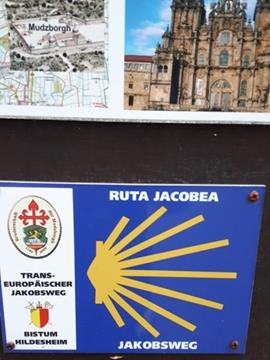 Mudzborgh
RUTA JACOBEA
TRANS-
EUROPÄISCHER
JAKOBSWEG
BISTUM
HILDESHEIM
JAKOBSWEG